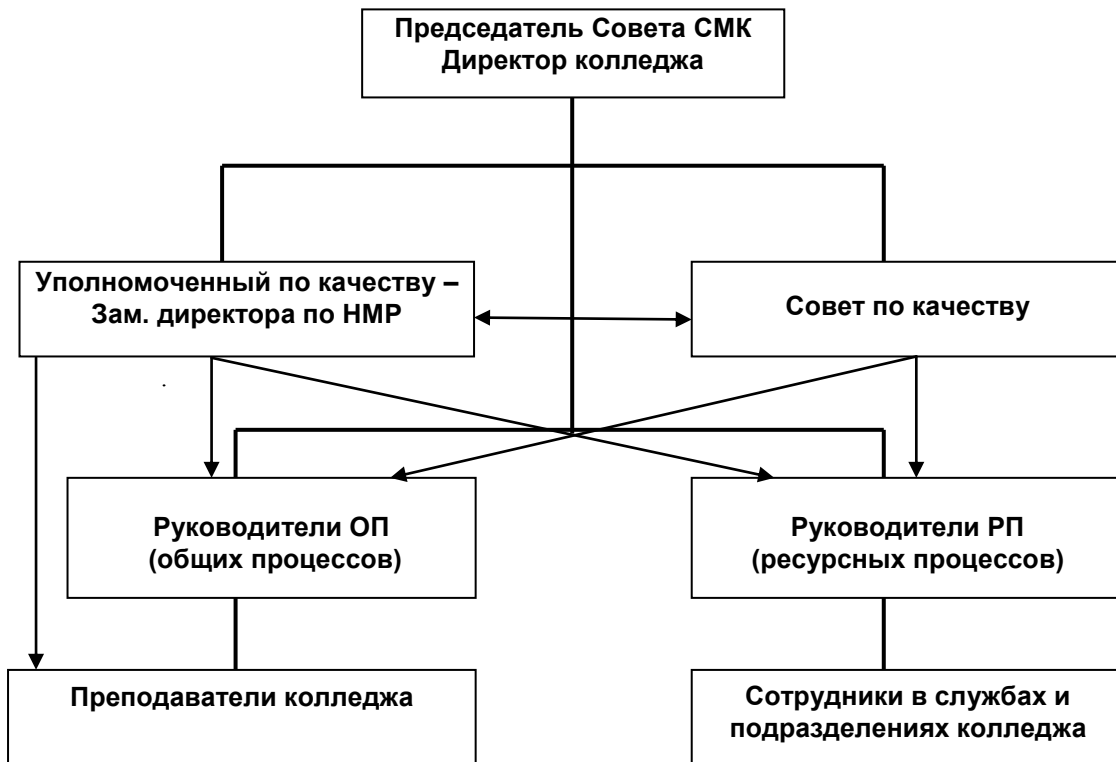 Председатель Совета СМК
Директор колледжа
Уполномоченный по качеству –
Зам. директора по НМР
Совет по качеству
Руководители ОП
(общих процессов)
Руководители РП
(ресурсных процессов)
Преподаватели колледжа
Сотрудники в службах и
подразделениях колледжа